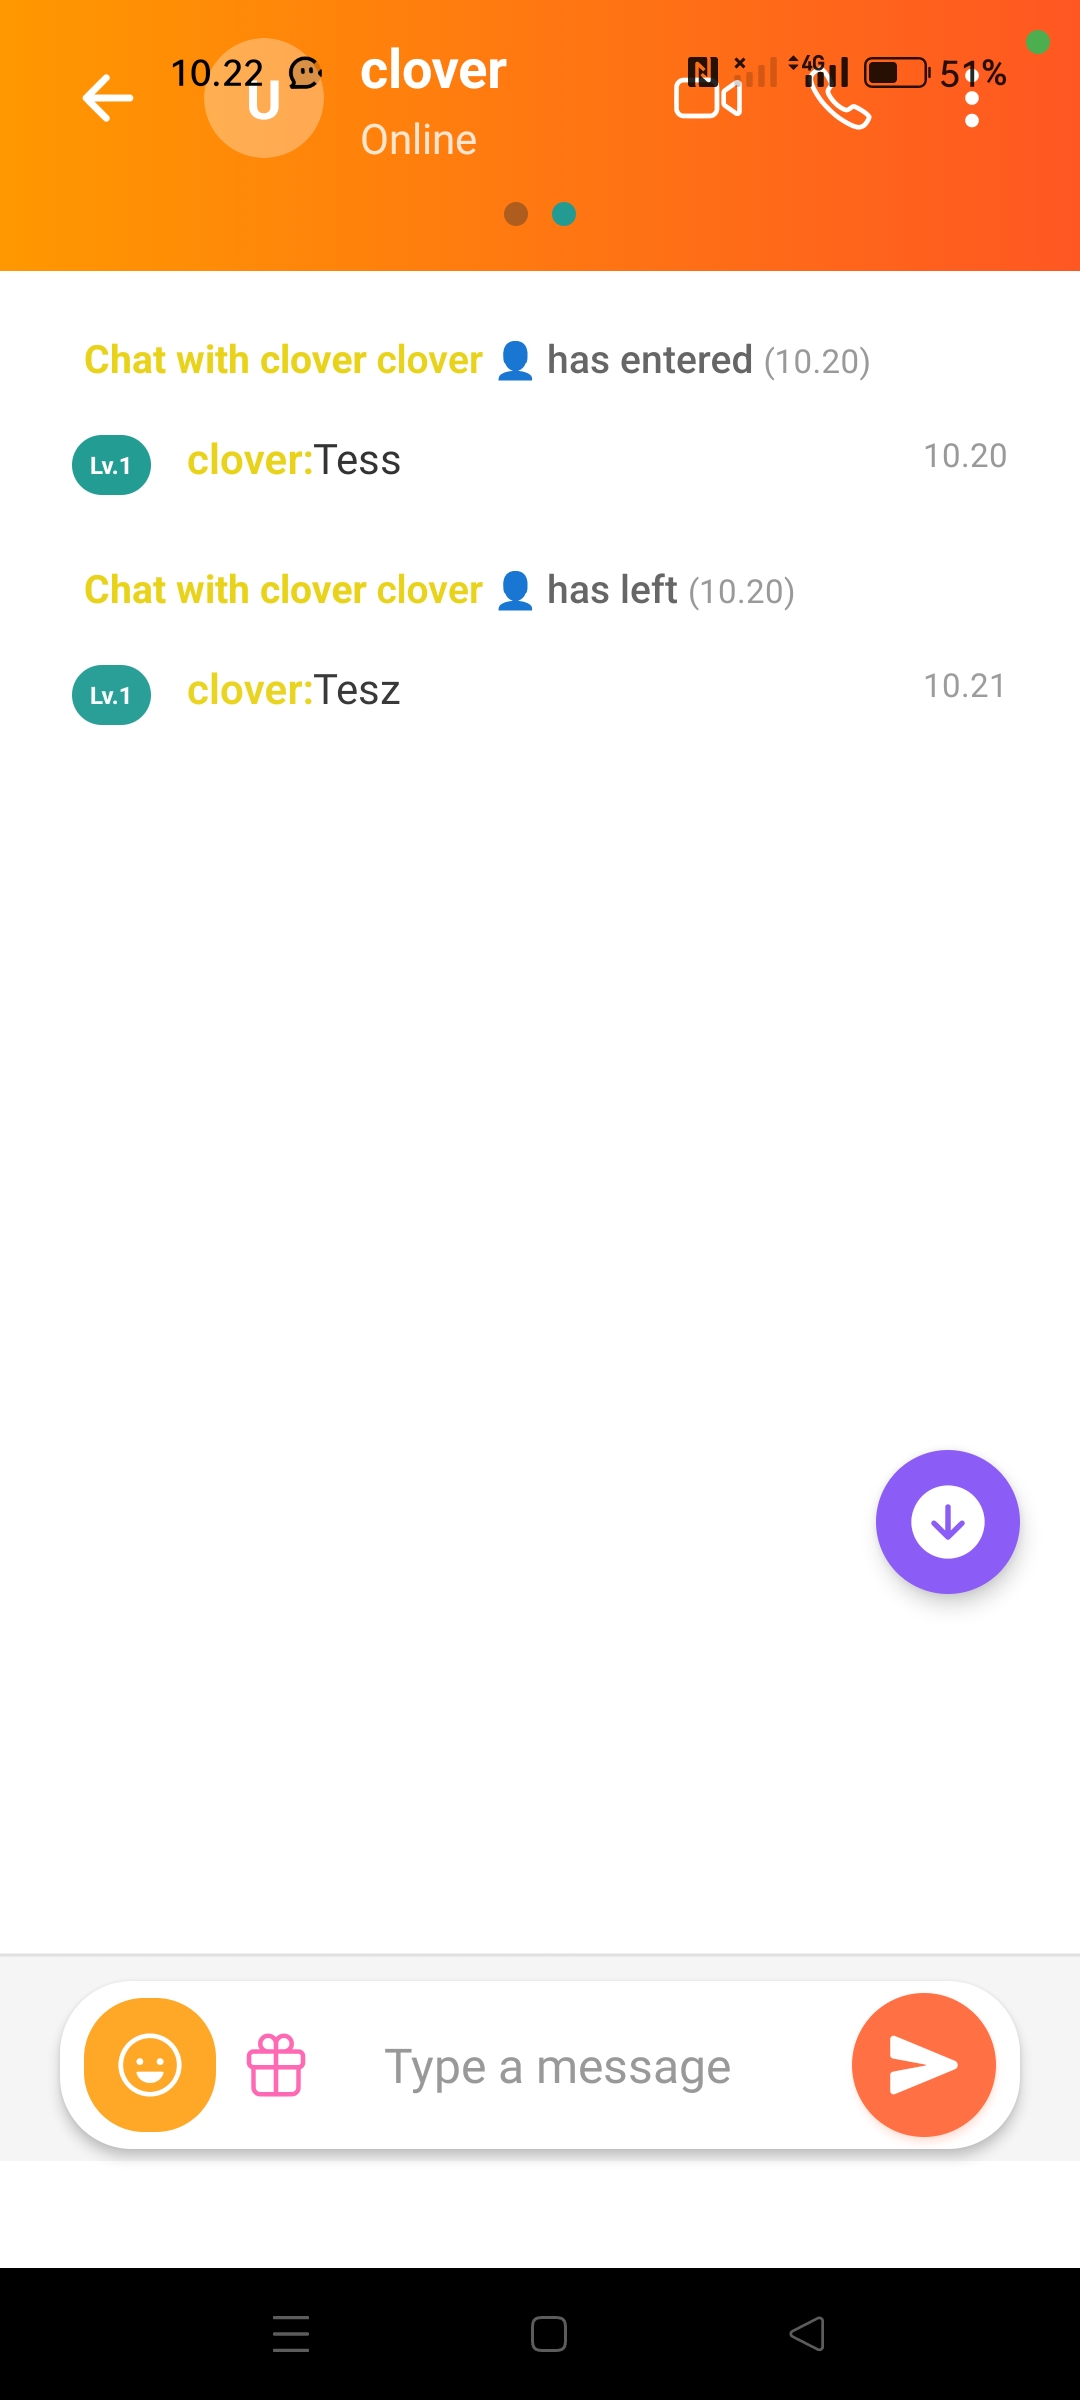 10.22
4G 51%
U
clover
Online
Chat with clover clover 👤 has entered (10.20)
Lv.1 clover:Tess 10.20
Chat with clover clover 👤 has left (10.20)
Lv.1 clover:Tesz 10.21
Type a message